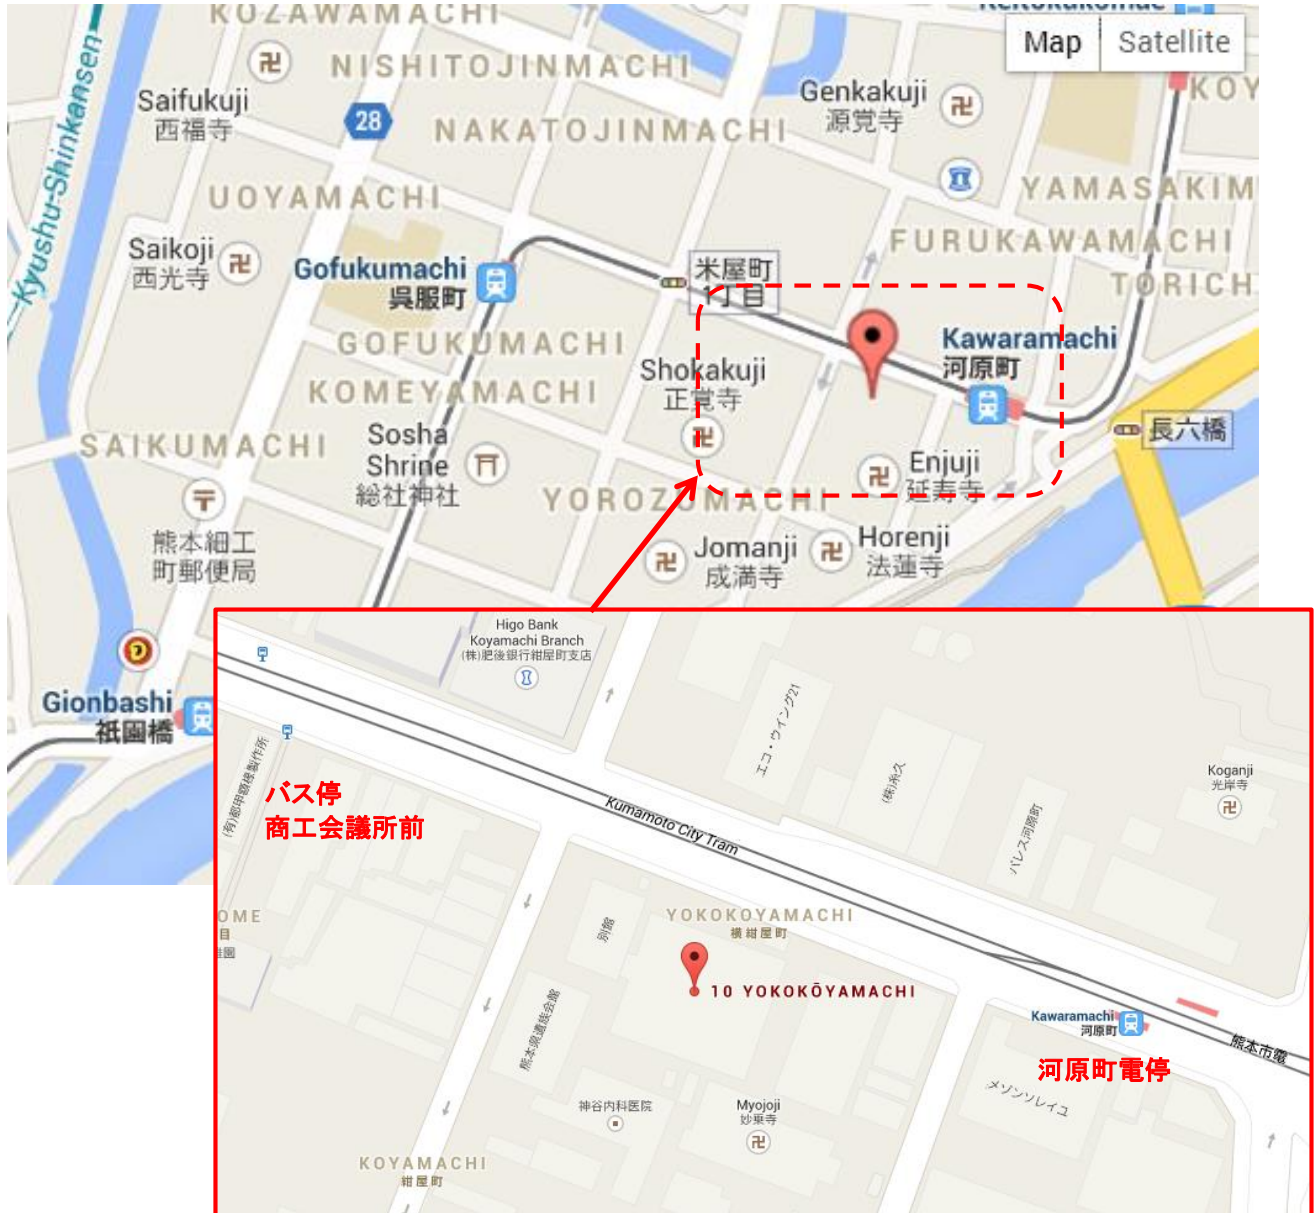 KOZAWAMACHI
Map
Satellite
NISHITOJINMACHI
KOY
Saifukuji
西福寺
28
Genkakuji
源覚寺
NAKATOJINMACHI
Kyushu-Shinkansen
UOYAMACHI
YAMASAKIM
FURUKAWAMACHI
Saikoji
西光寺
Gofukumachi
呉服町
米屋町
1丁目
TORICH
GOFUKUMACHI
Kawaramachi
河原町
KOMEYAMACHI
Shokakuji
正覚寺
SAIKUMACHI
Sosha
Shrine
総社神社
長六橋
Enjuji
延寿寺
YOROZUMACHI
熊本細工
町郵便局
Jomanji
成満寺
Horenji
法蓮寺
Gionbashi
祇園橋
Higo Bank
Koyamachi Branch
(株)肥後銀行紺屋町支店
エコ・ウイング21
(株)糸久
Koganji
光岸寺
バス停
商工会議所前
Kumamoto City Tram
パレス河原町
OME
目
YOKOKOYAMACHI
横紺屋町
別館
10 YOKOKŌYAMACHI
熊本県遺族会館
Kawaramachi
河原町
熊本市電
河原町電停
メゾンソレイユ
神谷内科医院
Myojoji
妙乗寺
KOYAMACHI
紺屋町